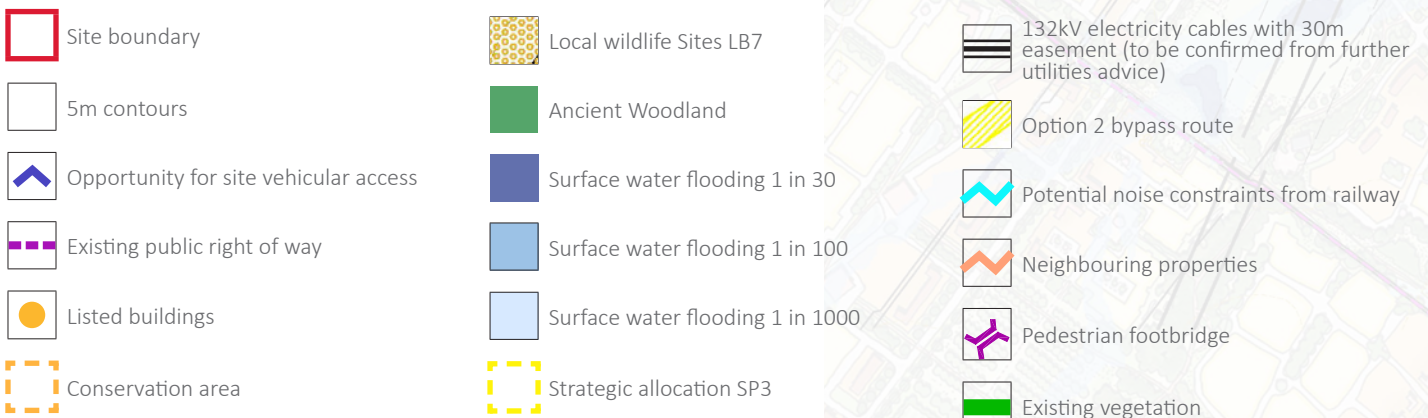 Site boundary
5m contours
Opportunity for site vehicular access
Existing public right of way
Listed buildings
Conservation area
Local wildlife Sites LB7
Ancient Woodland
Surface water flooding 1 in 30
Surface water flooding 1 in 100
Surface water flooding 1 in 1000
Strategic allocation SP3
132kV electricity cables with 30m
easement (to be confirmed from further
utilities advice)
Option 2 bypass route
Potential noise constraints from railway
Neighbouring properties
Pedestrian footbridge
Existing vegetation